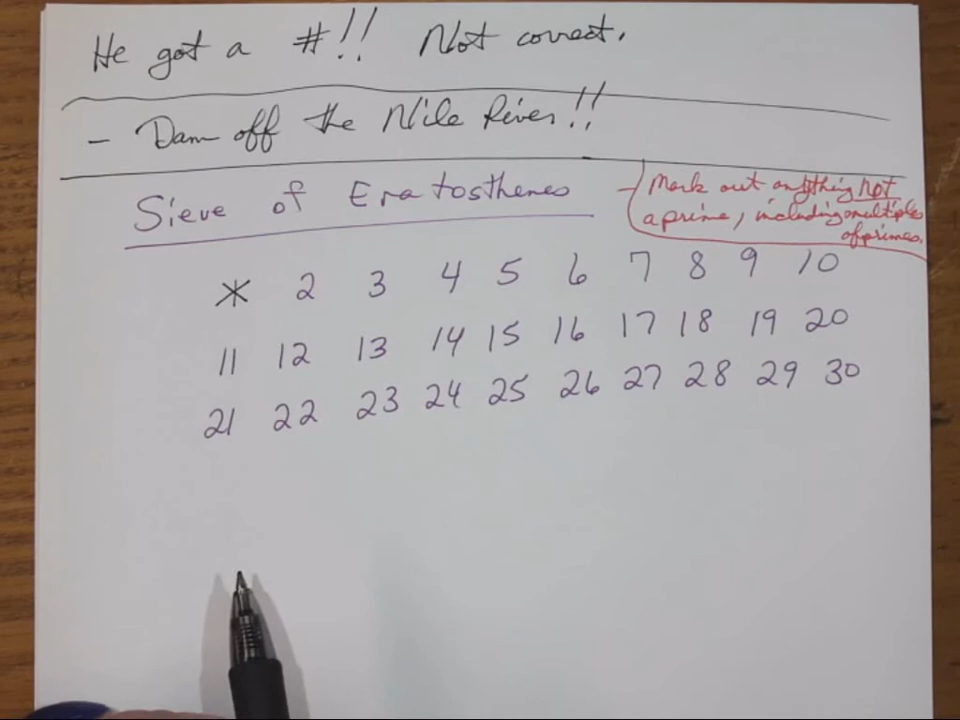 He got a #!! Not correct.
- Dam off the Nile River!!
Sieve of Eratosthenes
Mark out anything not
a prime, including multiples
of primes.
2 3 4 5 6 7 8 9 10
11 12 13 14 15 16 17 18 19 20
21 22 23 24 25 26 27 28 29 30